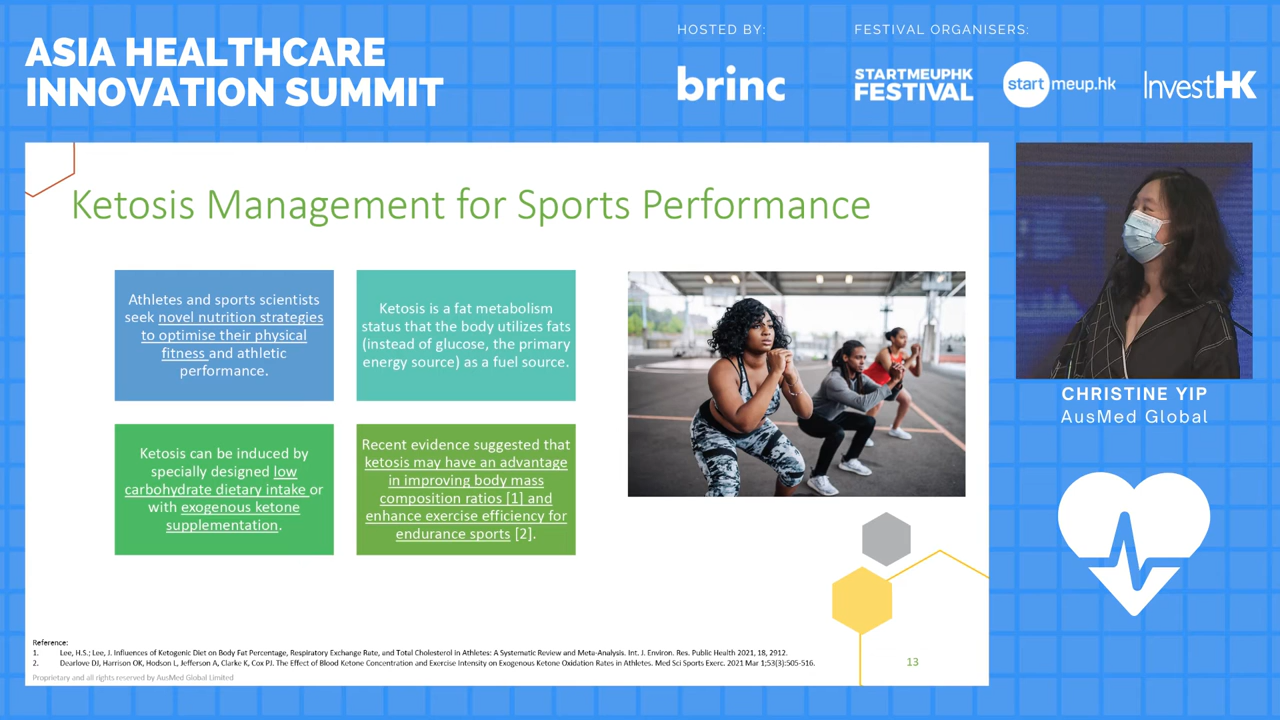 ASIA HEALTHCARE
INNOVATION SUMMIT
HOSTED BY:
brinc
FESTIVAL ORGANISERS:
STARTMEUPHK
FESTIVAL
startmeup.hk
InvestHK
Ketosis Management for Sports Performance
Athletes and sports scientists
seek novel nutrition strategies
to optimise their physical
fitness and athletic
performance.
Ketosis is a fat metabolism
status that the body utilizes fats
(instead of glucose, the primary
energy source) as a fuel source.
Ketosis can be induced by
specially designed low
carbohydrate dietary intake or
with exogenous ketone
supplementation.
Recent evidence suggested that
ketosis may have an advantage
in improving body mass
composition ratios [1] and
enhance exercise efficiency for
endurance sports [2].
Reference:
1. Lee, H.S.; Lee, J. Influences of Ketogenic Diet on Body Fat Percentage, Respiratory Exchange Rate, and Total Cholesterol in Athletes: A Systematic Review and Meta-Analysis. Int. J. Environ. Res. Public Health 2021, 18, 2912.
2. Dearlove DJ, Harrison OK, Hodson L, Jefferson A, Clarke K, Cox PJ. The Effect of Blood Ketone Concentration and Exercise Intensity on Exogenous Ketone Oxidation Rates in Athletes. Med Sci Sports Exerc. 2021 Mar 1;53(3):505-516.
13
Proprietary and all rights reserved by AusMed Global Limited
CHRISTINE YIP
AusMed Global